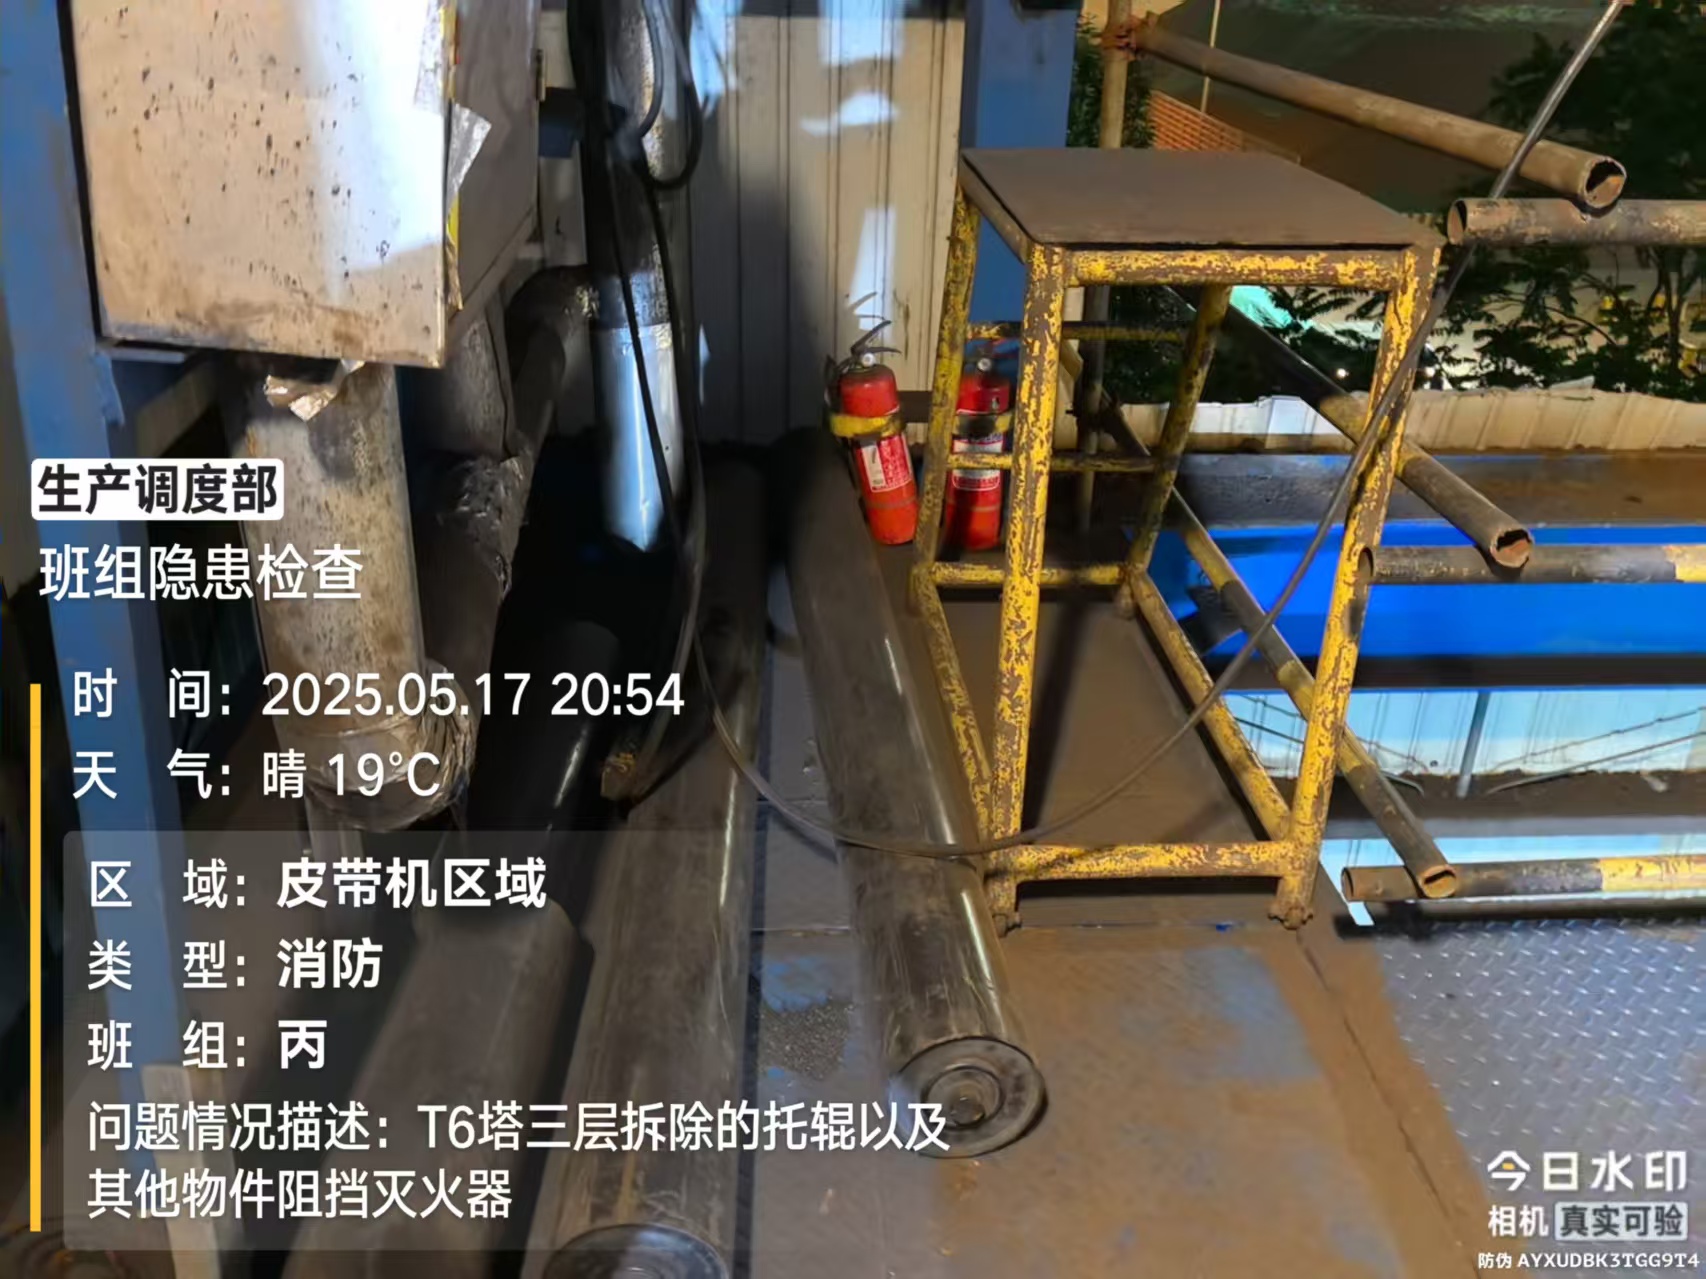 生产调度部
班组隐患检查
时 间：2025.05.17 20:54
天 气：晴 19℃
区 域：皮带机区域
类 型：消防
班 组：丙
问题情况描述：T6塔三层拆除的托辊以及
其他物件阻挡灭火器
今日水印
相机 真实可验
防伪 AYXUDBK3TGG9T4